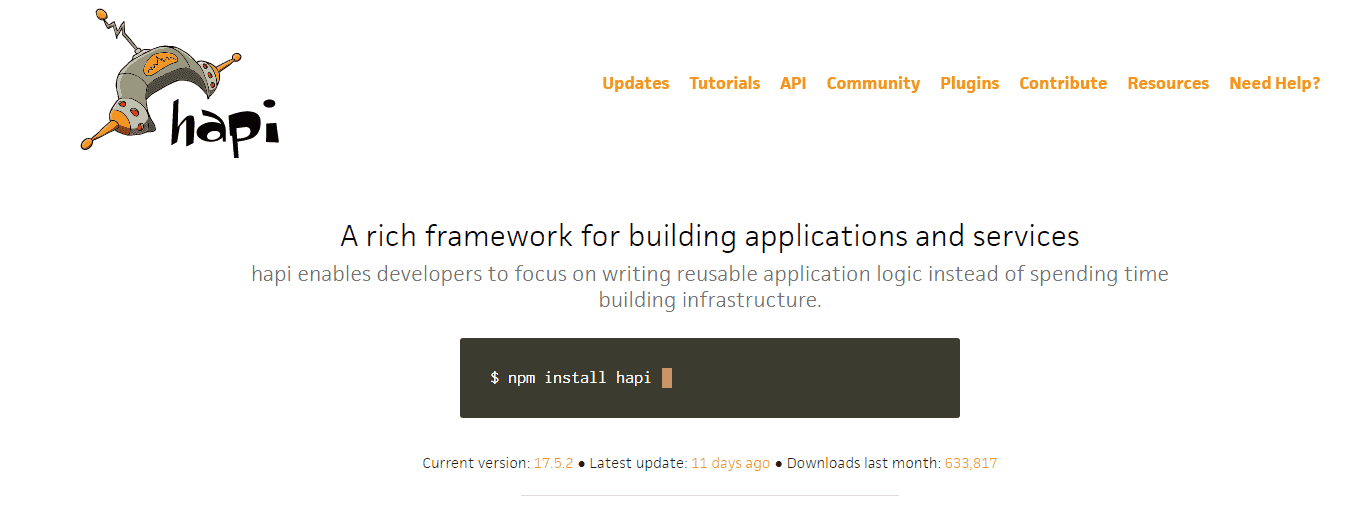 hapi
Updates Tutorials API Community Plugins Contribute Resources Need Help?
A rich framework for building applications and services
hapi enables developers to focus on writing reusable application logic instead of spending time
building infrastructure.
$ npm install hapi
Current version: 17.5.2 ● Latest update: 11 days ago ● Downloads last month: 633,817